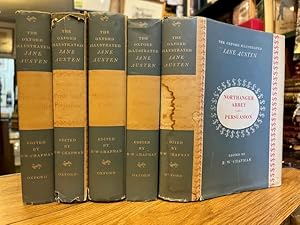 THE
OXFORD
ILLUSTRATED
JANE
AUSTEN
EDITED
BY
R·W·CHAPMAN
OXFORD
THE
OXFORD
ILLUSTRATED
JANE
AUSTEN
EDITED
BY
R·W·CHAPMAN
OXFORD
THE
OXFORD
ILLUSTRATED
JANE
AUSTEN
EDITED
BY
R·W·CHAPMAN
OXFORD
THE
OXFORD
ILLUSTRATED
JANE
AUSTEN
EDITED
BY
R·W·CHAPMAN
OXFORD
THE
OXFORD
ILLUSTRATED
JANE
AUSTEN
EDITED
BY
CHAPMAN
THE OXFORD ILLUSTRATED
JANE AUSTEN
NORTHANGER
ABBEY
PERSUASION
EDITED BY
R·W·CHAPMAN